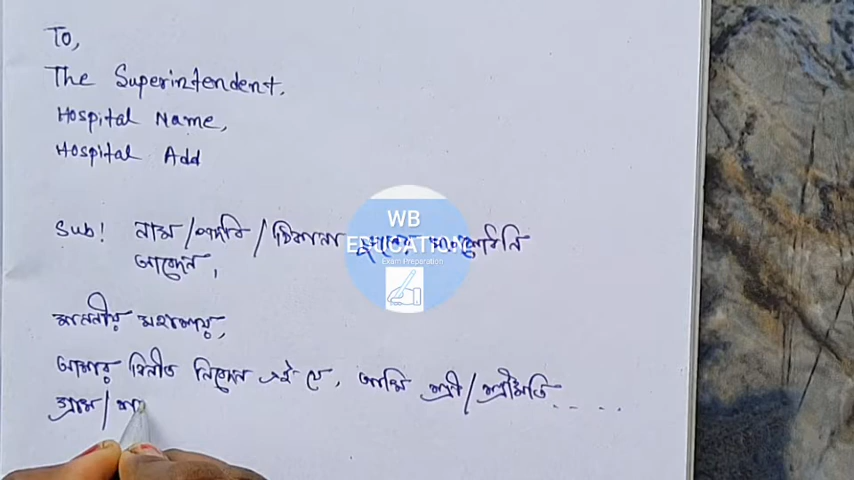 To,
The Superintendent,
Hospital Name,
Hospital Add
Sub: নাম/পদবি/ঠিকানা ভুলের সংশোধনি
আবেদন,
WB
EDUCATION
Exam Preparation
মাননীয় মহাশয়,
আমার বিনীত নিবেদন এই যে, আমি শ্রী/শ্রীমতি....
গ্রাম/